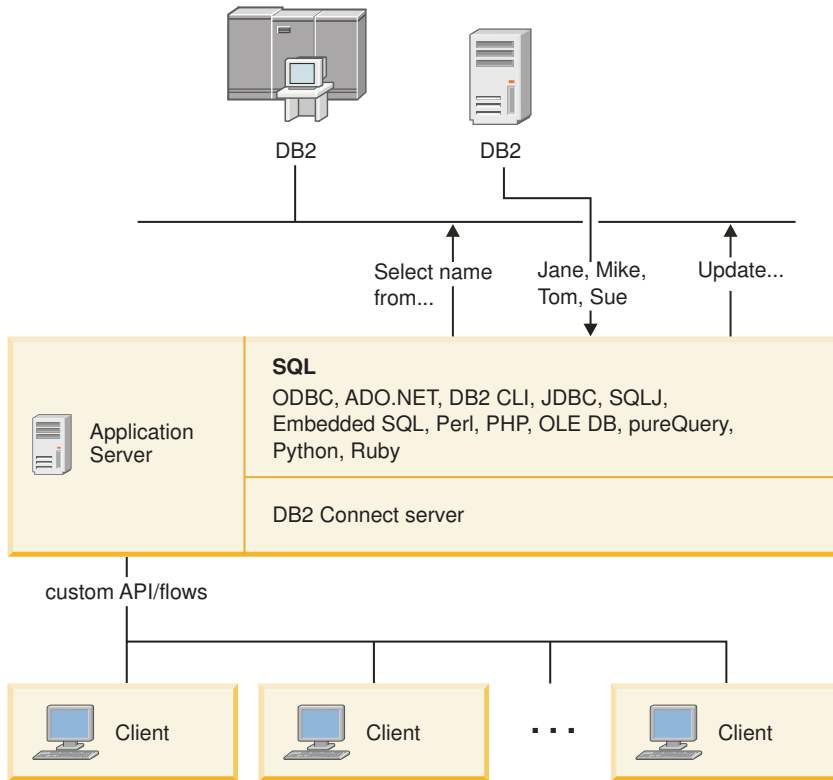 DB2
DB2
Select name
from...
Jane, Mike,
Tom, Sue
Update...
Application
Server
SQL
ODBC, ADO.NET, DB2 CLI, JDBC, SQLJ,
Embedded SQL, Perl, PHP, OLE DB, pureQuery,
Python, Ruby
DB2 Connect server
custom API/flows
Client
Client
. . .
Client